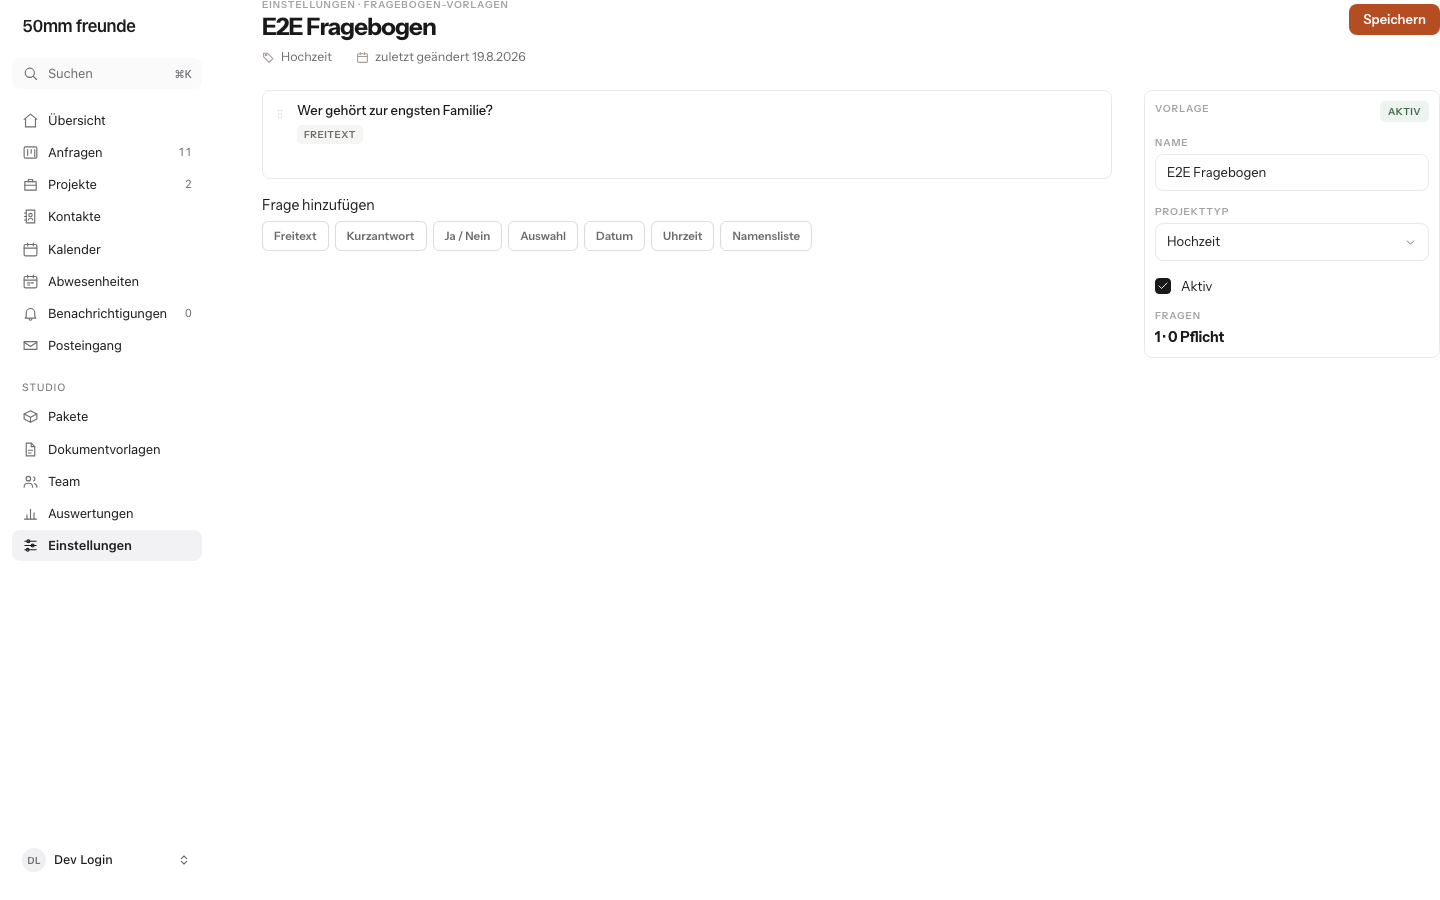 50mm freunde
Suchen ⌘K
Übersicht
Anfragen 11
Projekte 2
Kontakte
Kalender
Abwesenheiten
Benachrichtigungen 0
Posteingang
STUDIO
Pakete
Dokumentvorlagen
Team
Auswertungen
Einstellungen
DL Dev Login
EINSTELLUNGEN · FRAGEBOGEN-VORLAGEN
E2E Fragebogen
Speichern
Hochzeit zuletzt geändert 19.8.2026
Wer gehört zur engsten Familie?
FREITEXT
Frage hinzufügen
Freitext Kurzantwort Ja / Nein Auswahl Datum Uhrzeit Namensliste
VORLAGE AKTIV
NAME
E2E Fragebogen
PROJEKTTYP
Hochzeit
Aktiv
FRAGEN
1 · 0 Pflicht